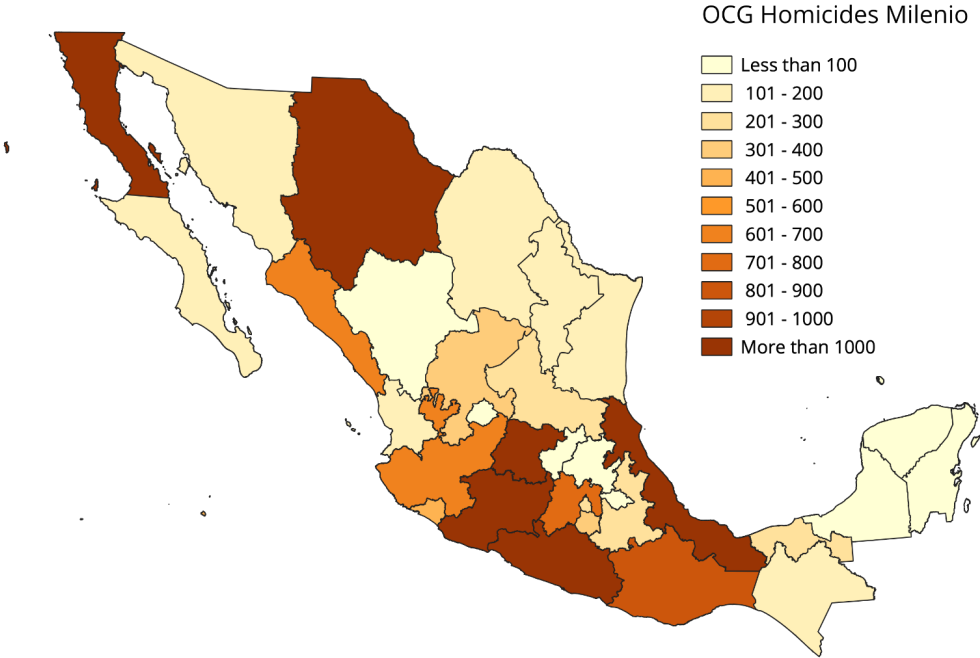 OCG Homicides Milenio
Less than 100
101 - 200
201 - 300
301 - 400
401 - 500
501 - 600
601 - 700
701 - 800
801 - 900
901 - 1000
More than 1000